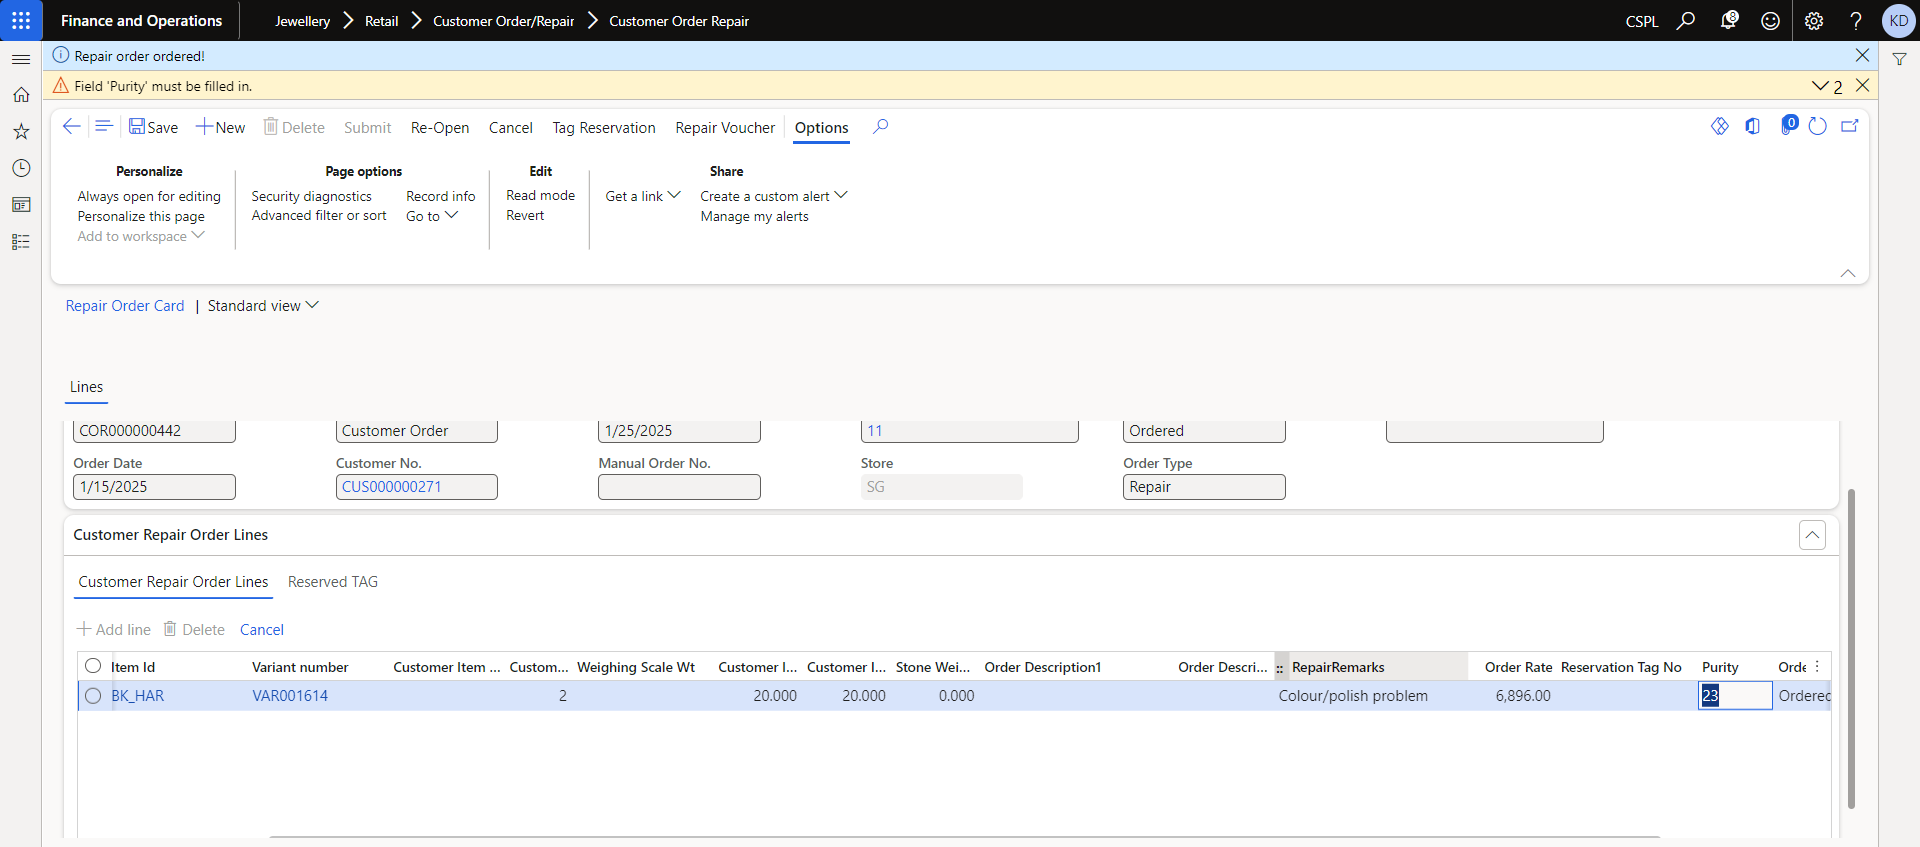 Finance and Operations
Jewellery > Retail > Customer Order/Repair > Customer Order Repair
CSPL
8
?
KD
Repair order ordered!
Field 'Purity' must be filled in.
2
Save
New
Delete
Submit
Re-Open
Cancel
Tag Reservation
Repair Voucher
Options
0
Personalize
Always open for editing
Personalize this page
Add to workspace
Page options
Security diagnostics
Advanced filter or sort
Record info
Go to
Edit
Read mode
Revert
Share
Get a link
Create a custom alert
Manage my alerts
Repair Order Card | Standard view
Lines
COR000000442
Customer Order
1/25/2025
11
Ordered
Order Date
Customer No.
Manual Order No.
Store
Order Type
1/15/2025
CUS000000271
SG
Repair
Customer Repair Order Lines
Customer Repair Order Lines
Reserved TAG
Add line
Delete
Cancel
Item Id
Variant number
Customer Item ...
Custom...
Weighing Scale Wt
Customer I...
Customer I...
Stone Wei...
Order Description1
Order Descri...
RepairRemarks
Order Rate
Reservation Tag No
Purity
Orde
BK_HAR
VAR001614
2
20.000
20.000
0.000
Colour/polish problem
6,896.00
23
Ordered